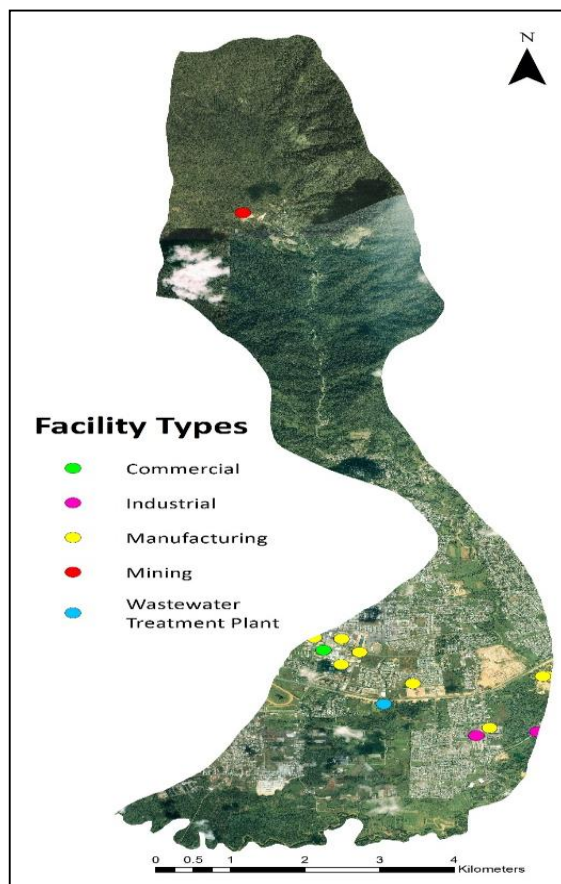 N
Facility Types
Commercial
Industrial
Manufacturing
Mining
Wastewater
Treatment Plant
0 0.5 1 2 3 4
Kilometers